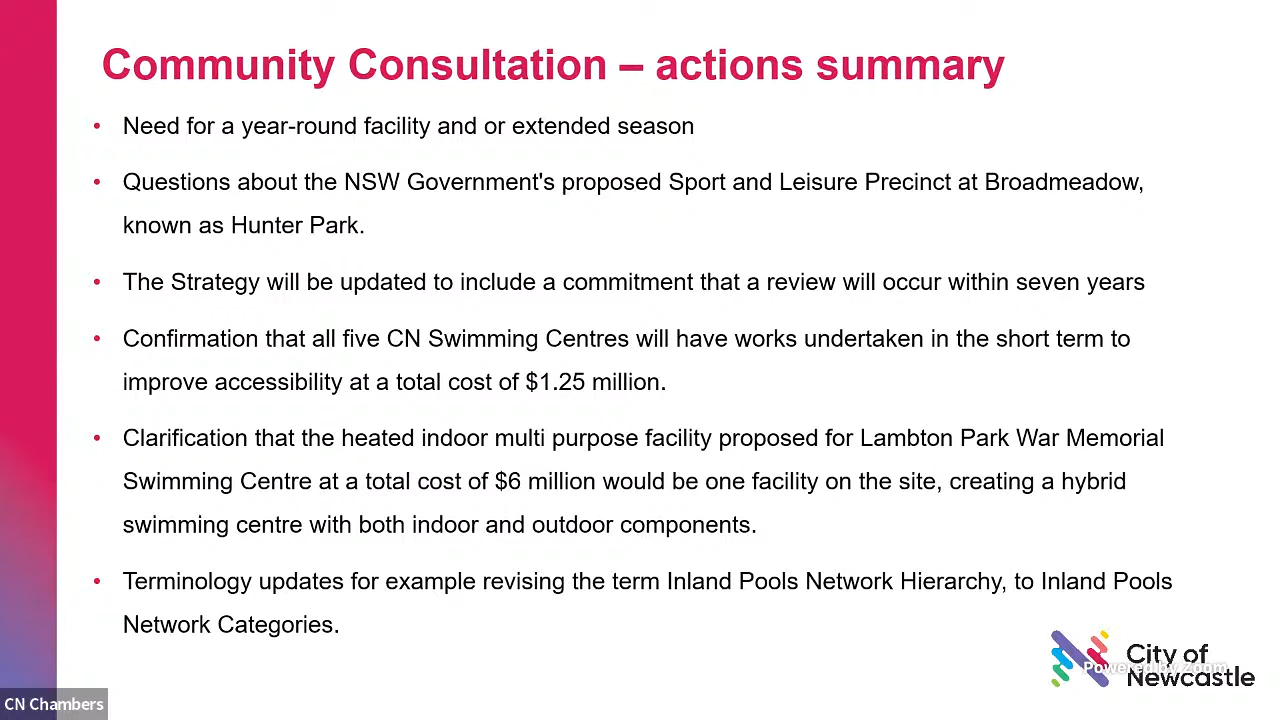 Community Consultation – actions summary
• Need for a year-round facility and or extended season
• Questions about the NSW Government's proposed Sport and Leisure Precinct at Broadmeadow,
known as Hunter Park.
• The Strategy will be updated to include a commitment that a review will occur within seven years
• Confirmation that all five CN Swimming Centres will have works undertaken in the short term to
improve accessibility at a total cost of $1.25 million.
• Clarification that the heated indoor multi purpose facility proposed for Lambton Park War Memorial
Swimming Centre at a total cost of $6 million would be one facility on the site, creating a hybrid
swimming centre with both indoor and outdoor components.
• Terminology updates for example revising the term Inland Pools Network Hierarchy, to Inland Pools
Network Categories.
City of
Powered by Zoom
Newcastle
CN Chambers